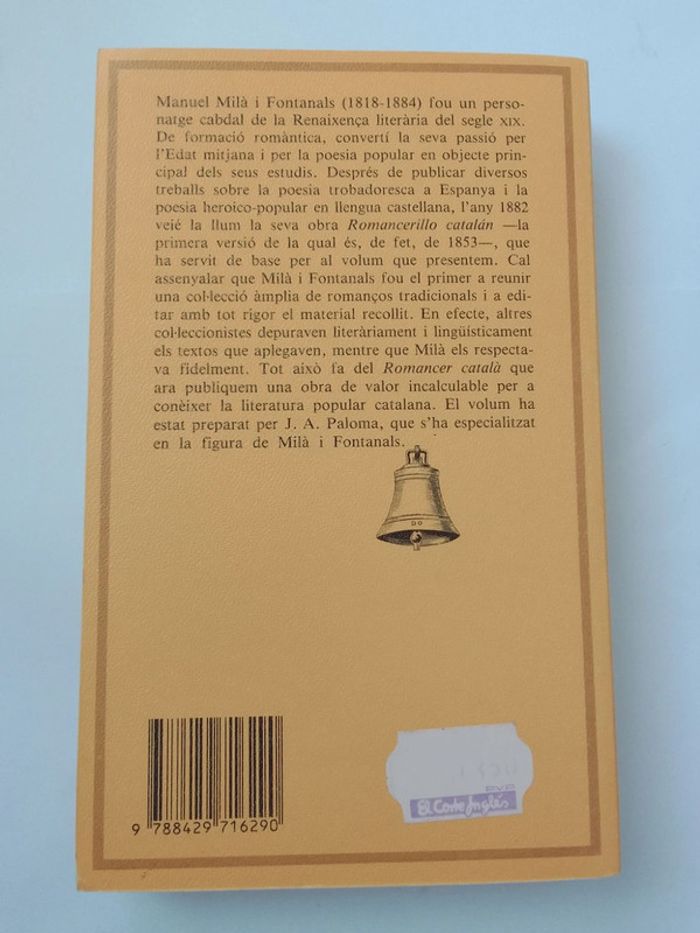 Manuel Milà i Fontanals (1818-1884) fou un perso-
natge cabdal de la Renaixença literària del segle XIX.
De formació romàntica, convertí la seva passió per
l'Edat mitjana i per la poesia popular en objecte prin-
cipal dels seus estudis. Després de publicar diversos
treballs sobre la poesia trobadoresca a Espanya i la
poesia heroico-popular en llengua castellana, l'any 1882
veié la llum la seva obra Romancerillo catalán —la
primera versió de la qual és, de fet, de 1853—, que
ha servit de base per al volum que presentem. Cal
assenyalar que Milà i Fontanals fou el primer a reunir
una col·lecció àmplia de romanços tradicionals i a edi-
tar amb tot rigor el material recollit. En efecte, altres
col·leccionistes depuraven literàriament i lingüísticament
els textos que aplegaven, mentre que Milà els respecta-
va fidelment. Tot això fa del Romancer català que
ara publiquem una obra de valor incalculable per a
conèixer la literatura popular catalana. El volum ha
estat preparat per J. A. Paloma, que s'ha especialitzat
en la figura de Milà i Fontanals.
PVP
El Corte Inglés
9 788429 716290